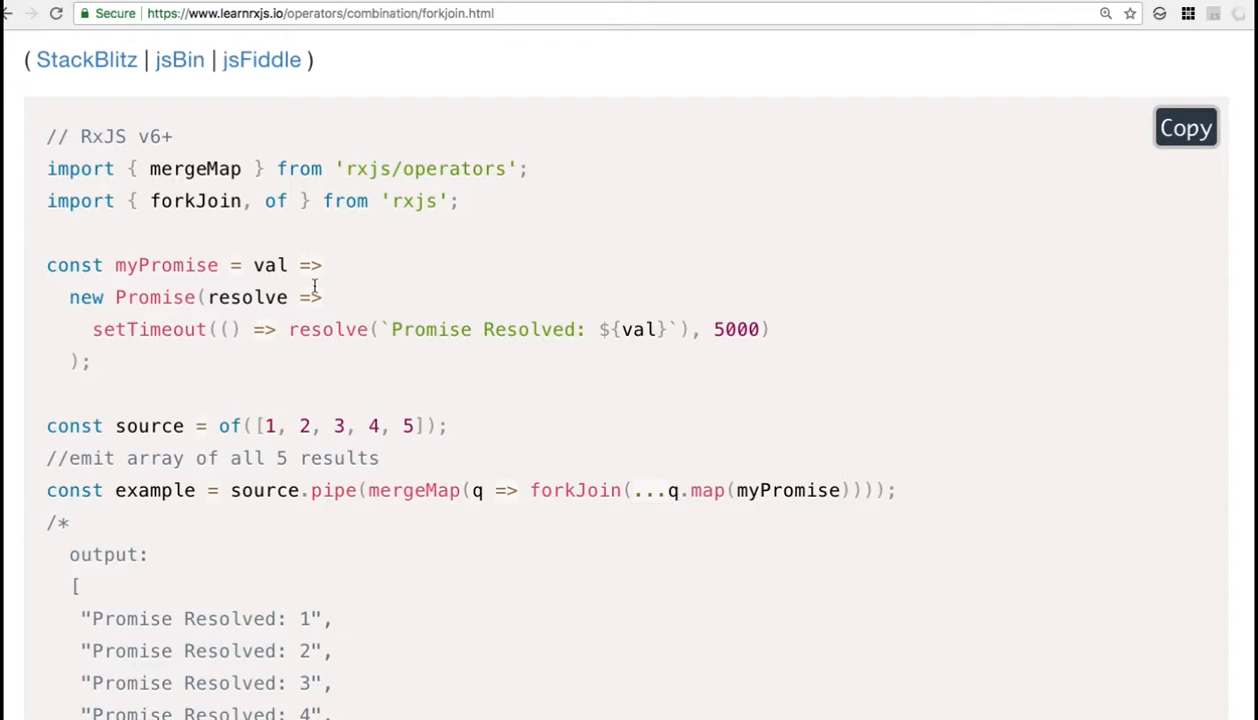 Secure | https://www.learnrxjs.io/operators/combination/forkjoin.html
( StackBlitz | jsBin | jsFiddle )
Copy
// RxJS v6+
import { mergeMap } from 'rxjs/operators';
import { forkJoin, of } from 'rxjs';
const myPromise = val =>
new Promise(resolve =>
setTimeout(() => resolve(`Promise Resolved: ${val}`), 5000)
);
const source = of([1, 2, 3, 4, 5]);
//emit array of all 5 results
const example = source.pipe(mergeMap(q => forkJoin(...q.map(myPromise))));
/*
output:
[
"Promise Resolved: 1",
"Promise Resolved: 2",
"Promise Resolved: 3",
"Promise Resolved: 4",